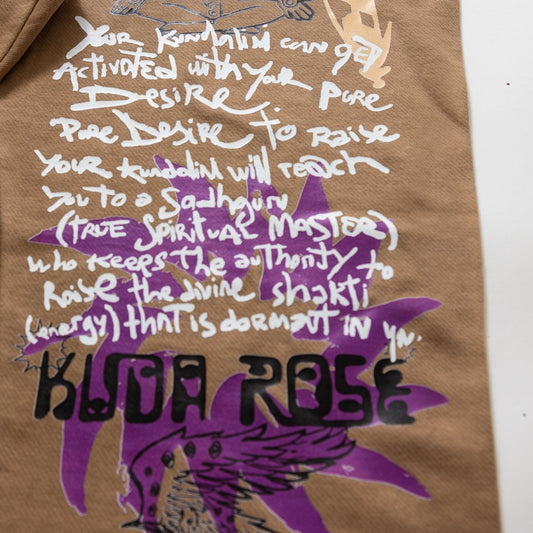 Your Kundalini can get
Activated with Your Pure
Desire.
Pure Desire to Raise
Your Kundalini will reach
You to a Sadhguru
(TRUE SPIRITUAL MASTER)
who keeps the authority to
Raise the divine shakti
(energy) that is dormant in you.
KUDA ROSE